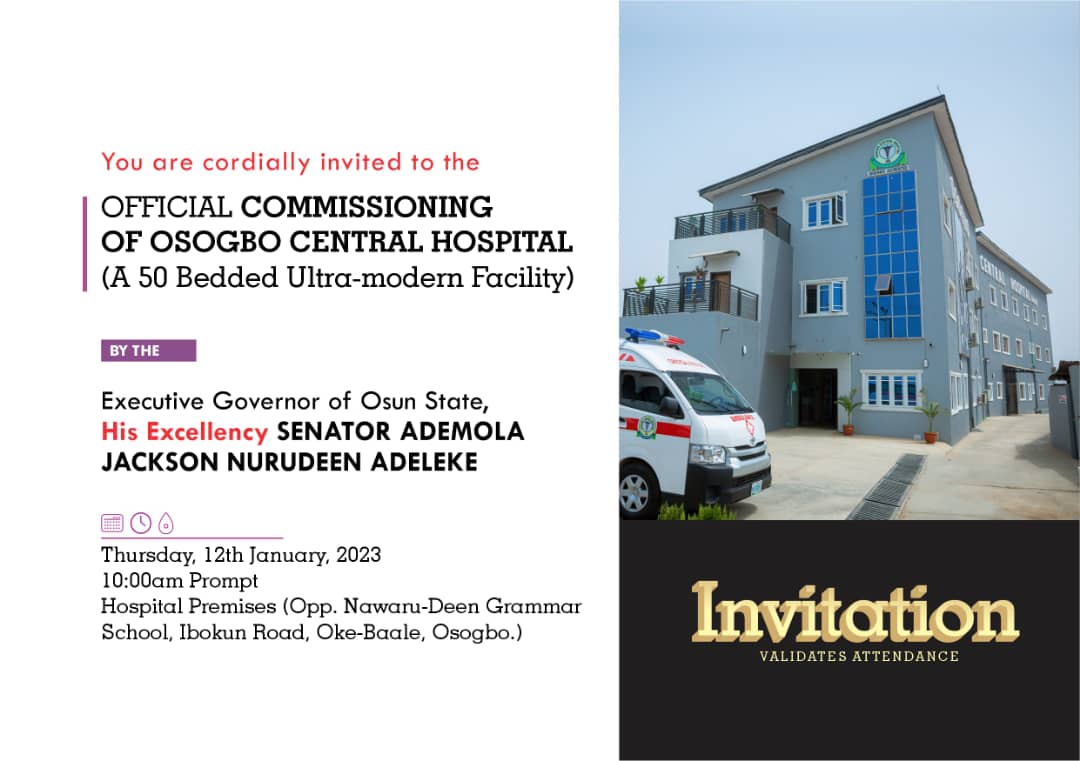 You are cordially invited to the
OFFICIAL COMMISSIONING
OF OSOGBO CENTRAL HOSPITAL
(A 50 Bedded Ultra-modern Facility)
BY THE
Executive Governor of Osun State,
His Excellency SENATOR ADEMOLA
JACKSON NURUDEEN ADELEKE
Thursday, 12th January, 2023
10:00am Prompt
Hospital Premises (Opp. Nawaru-Deen Grammar
School, Ibokun Road, Oke-Baale, Osogbo.)
CENTRAL HOSPITAL
AMBULANCE
Invitation
VALIDATES ATTENDANCE